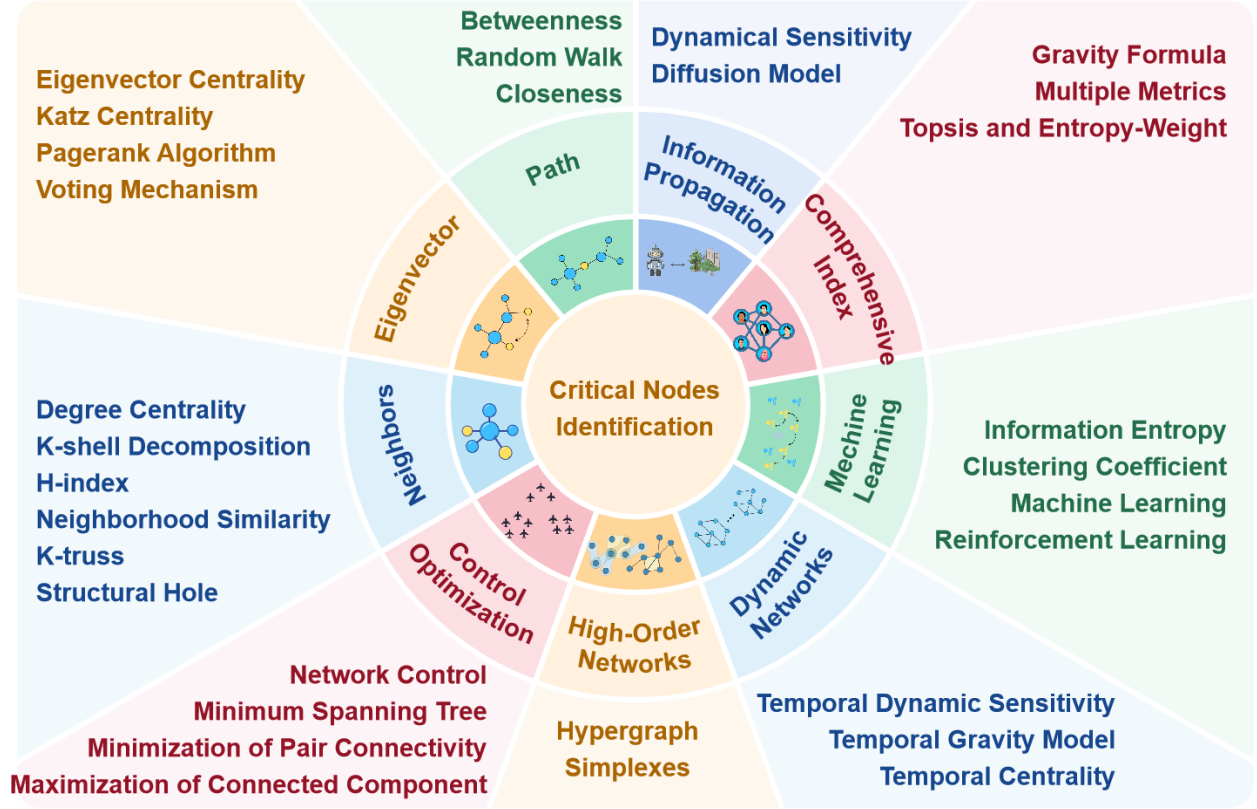 Betweenness
Random Walk
Closeness
Dynamical Sensitivity
Diffusion Model
Gravity Formula
Multiple Metrics
Topsis and Entropy-Weight
Eigenvector Centrality
Katz Centrality
Pagerank Algorithm
Voting Mechanism
Path
Information
Propagation
Comprehensive
Index
Eigenvector
Critical Nodes
Identification
Neighbors
Mechine
Learning
Degree Centrality
K-shell Decomposition
H-index
Neighborhood Similarity
K-truss
Structural Hole
Information Entropy
Clustering Coefficient
Machine Learning
Reinforcement Learning
Control
Optimization
High-Order
Networks
Dynamic
Networks
Network Control
Minimum Spanning Tree
Minimization of Pair Connectivity
Maximization of Connected Component
Hypergraph
Simplexes
Temporal Dynamic Sensitivity
Temporal Gravity Model
Temporal Centrality